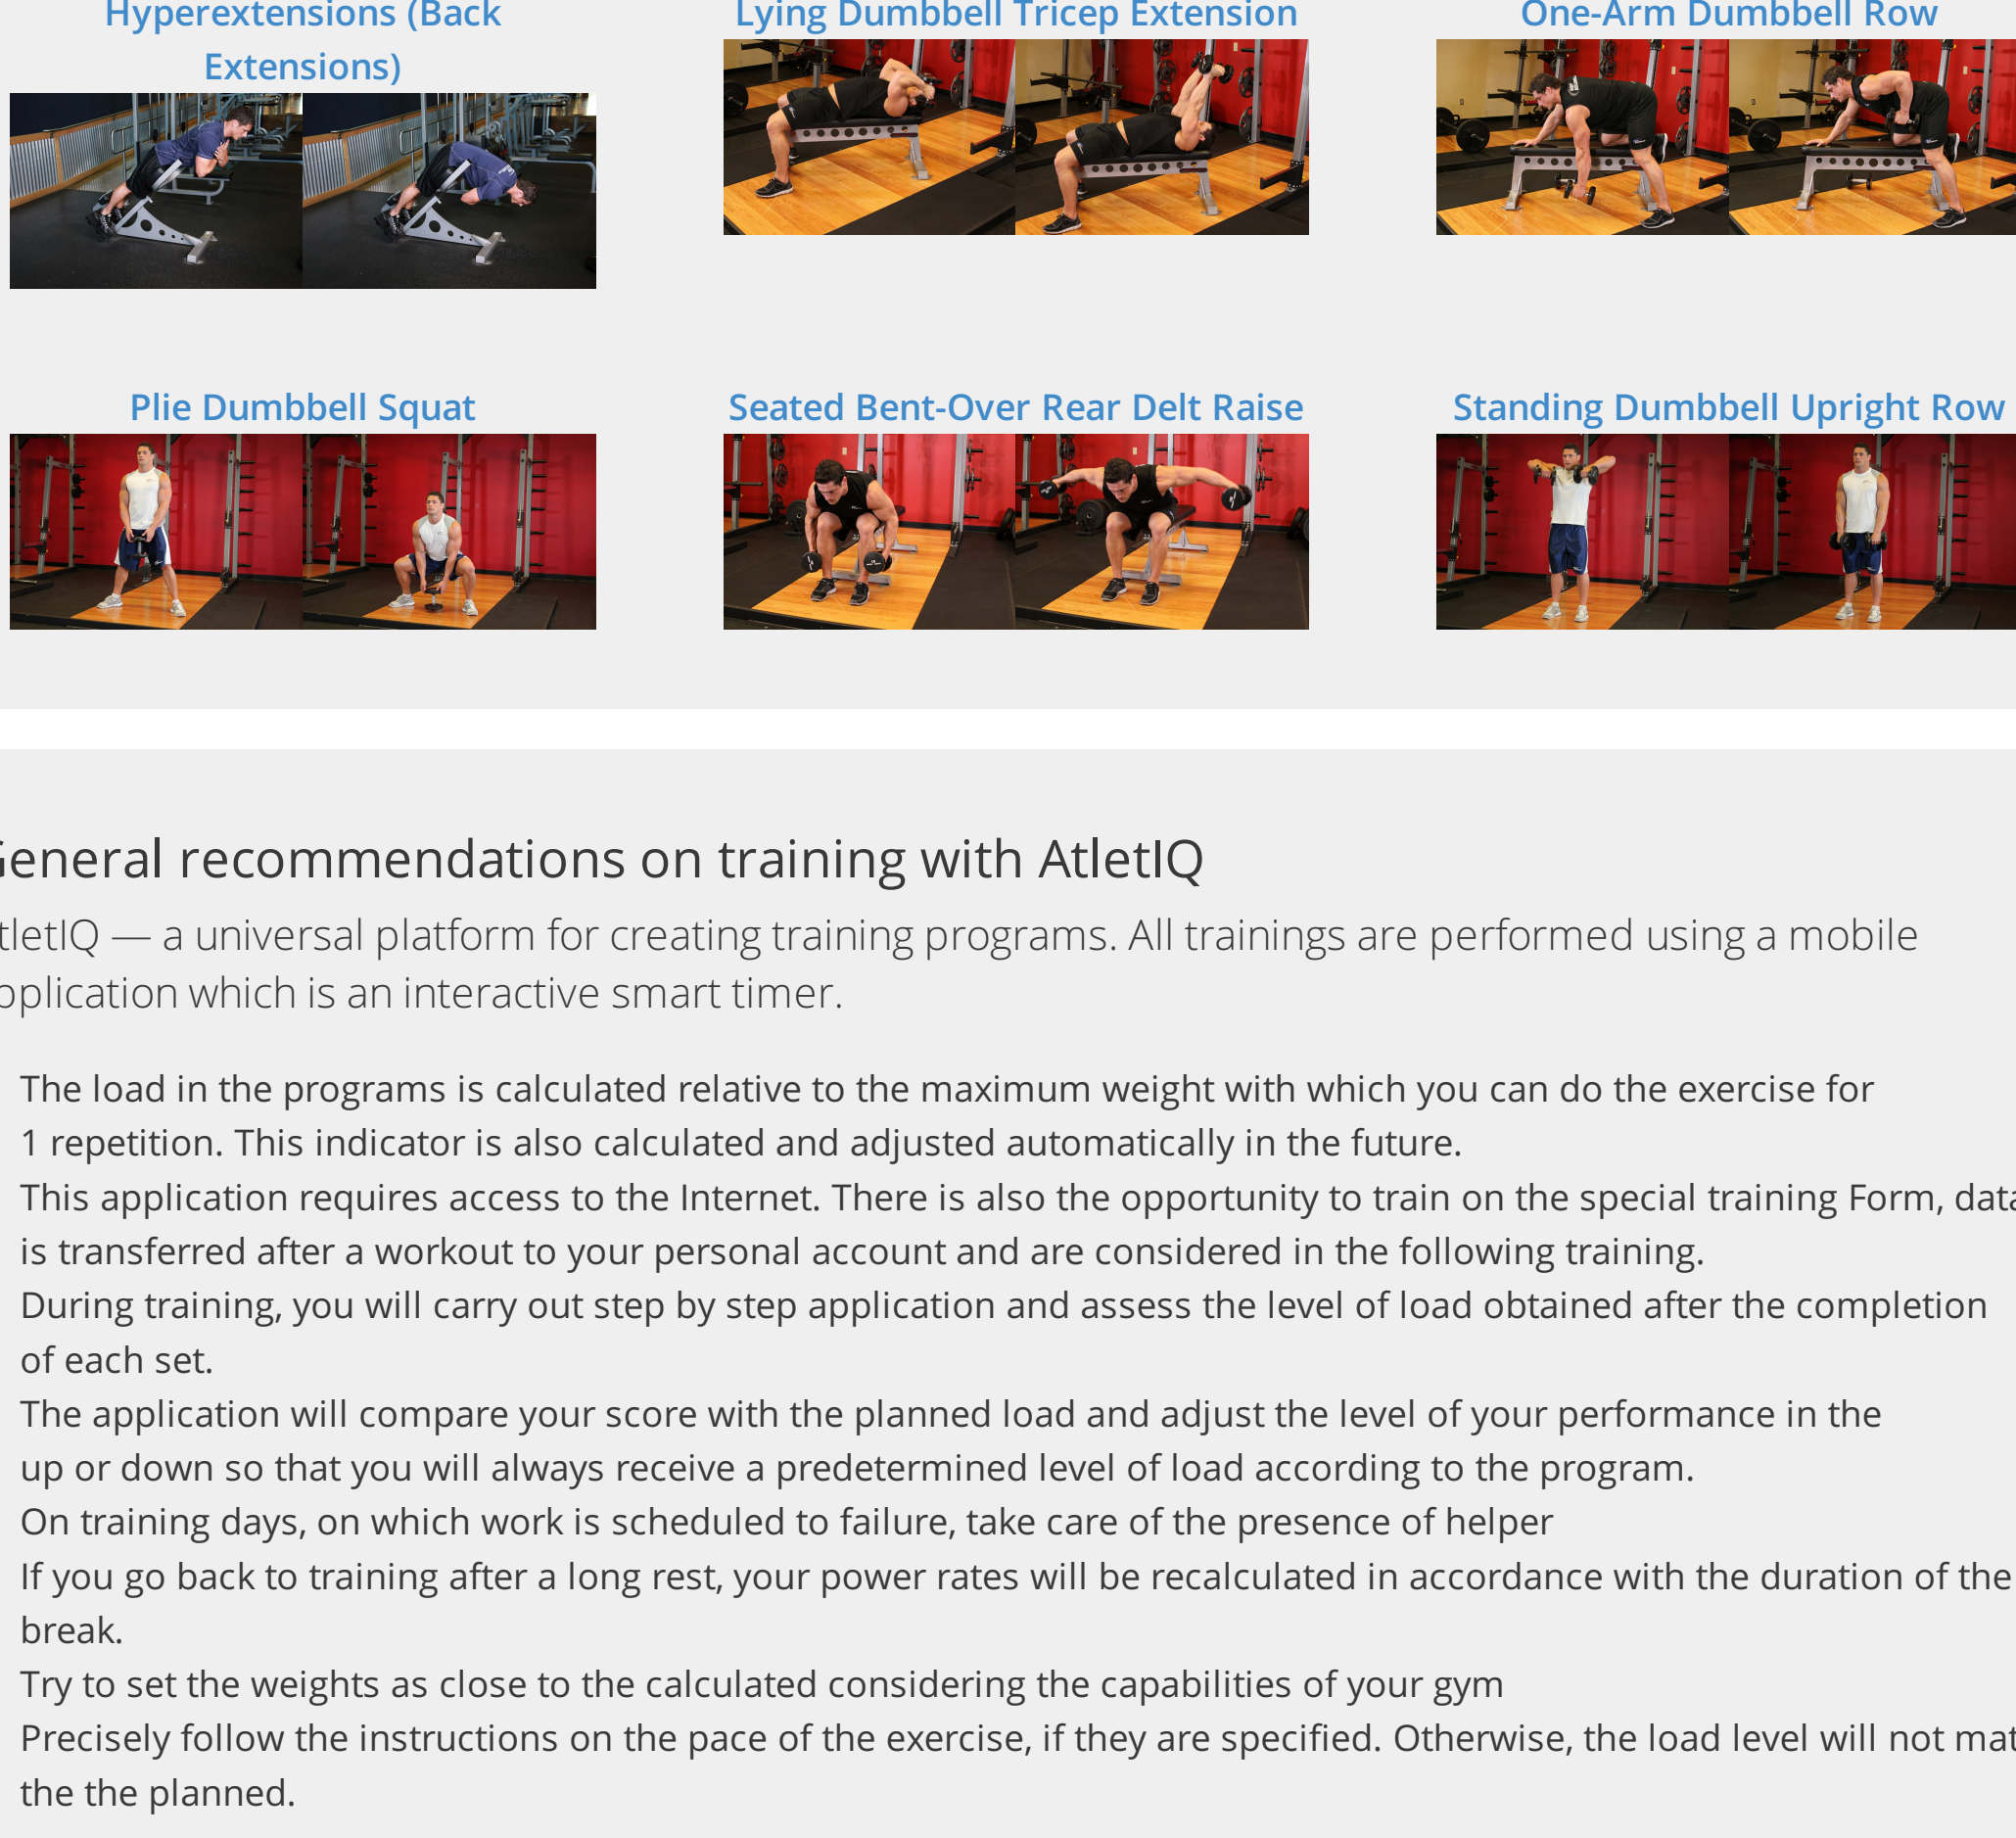 Hyperextensions (Back
Extensions)
Lying Dumbbell Tricep Extension
One-Arm Dumbbell Row
Plie Dumbbell Squat
Seated Bent-Over Rear Delt Raise
Standing Dumbbell Upright Row
General recommendations on training with AtletIQ
tletIQ — a universal platform for creating training programs. All trainings are performed using a mobile
pplication which is an interactive smart timer.
The load in the programs is calculated relative to the maximum weight with which you can do the exercise for
1 repetition. This indicator is also calculated and adjusted automatically in the future.
This application requires access to the Internet. There is also the opportunity to train on the special training Form, data
is transferred after a workout to your personal account and are considered in the following training.
During training, you will carry out step by step application and assess the level of load obtained after the completion
of each set.
The application will compare your score with the planned load and adjust the level of your performance in the
up or down so that you will always receive a predetermined level of load according to the program.
On training days, on which work is scheduled to failure, take care of the presence of helper
If you go back to training after a long rest, your power rates will be recalculated in accordance with the duration of the
break.
Try to set the weights as close to the calculated considering the capabilities of your gym
Precisely follow the instructions on the pace of the exercise, if they are specified. Otherwise, the load level will not mat
the the planned.